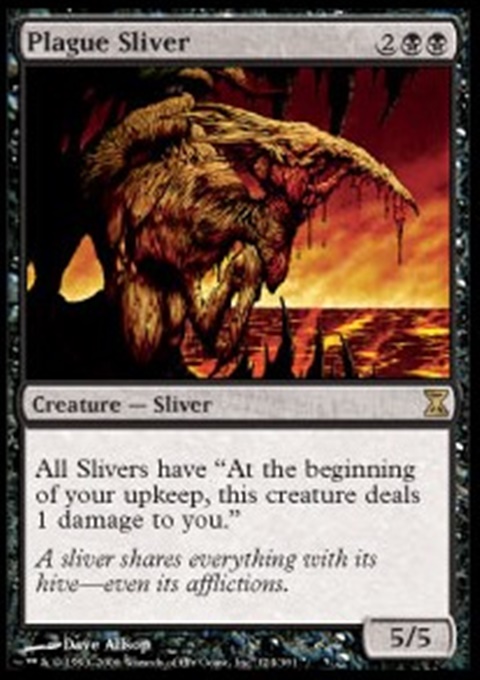 Plague Sliver 2
Creature — Sliver
All Slivers have “At the beginning
of your upkeep, this creature deals
1 damage to you.”
A sliver shares everything with its
hive—even its afflictions.
5/5
Dave Allsop